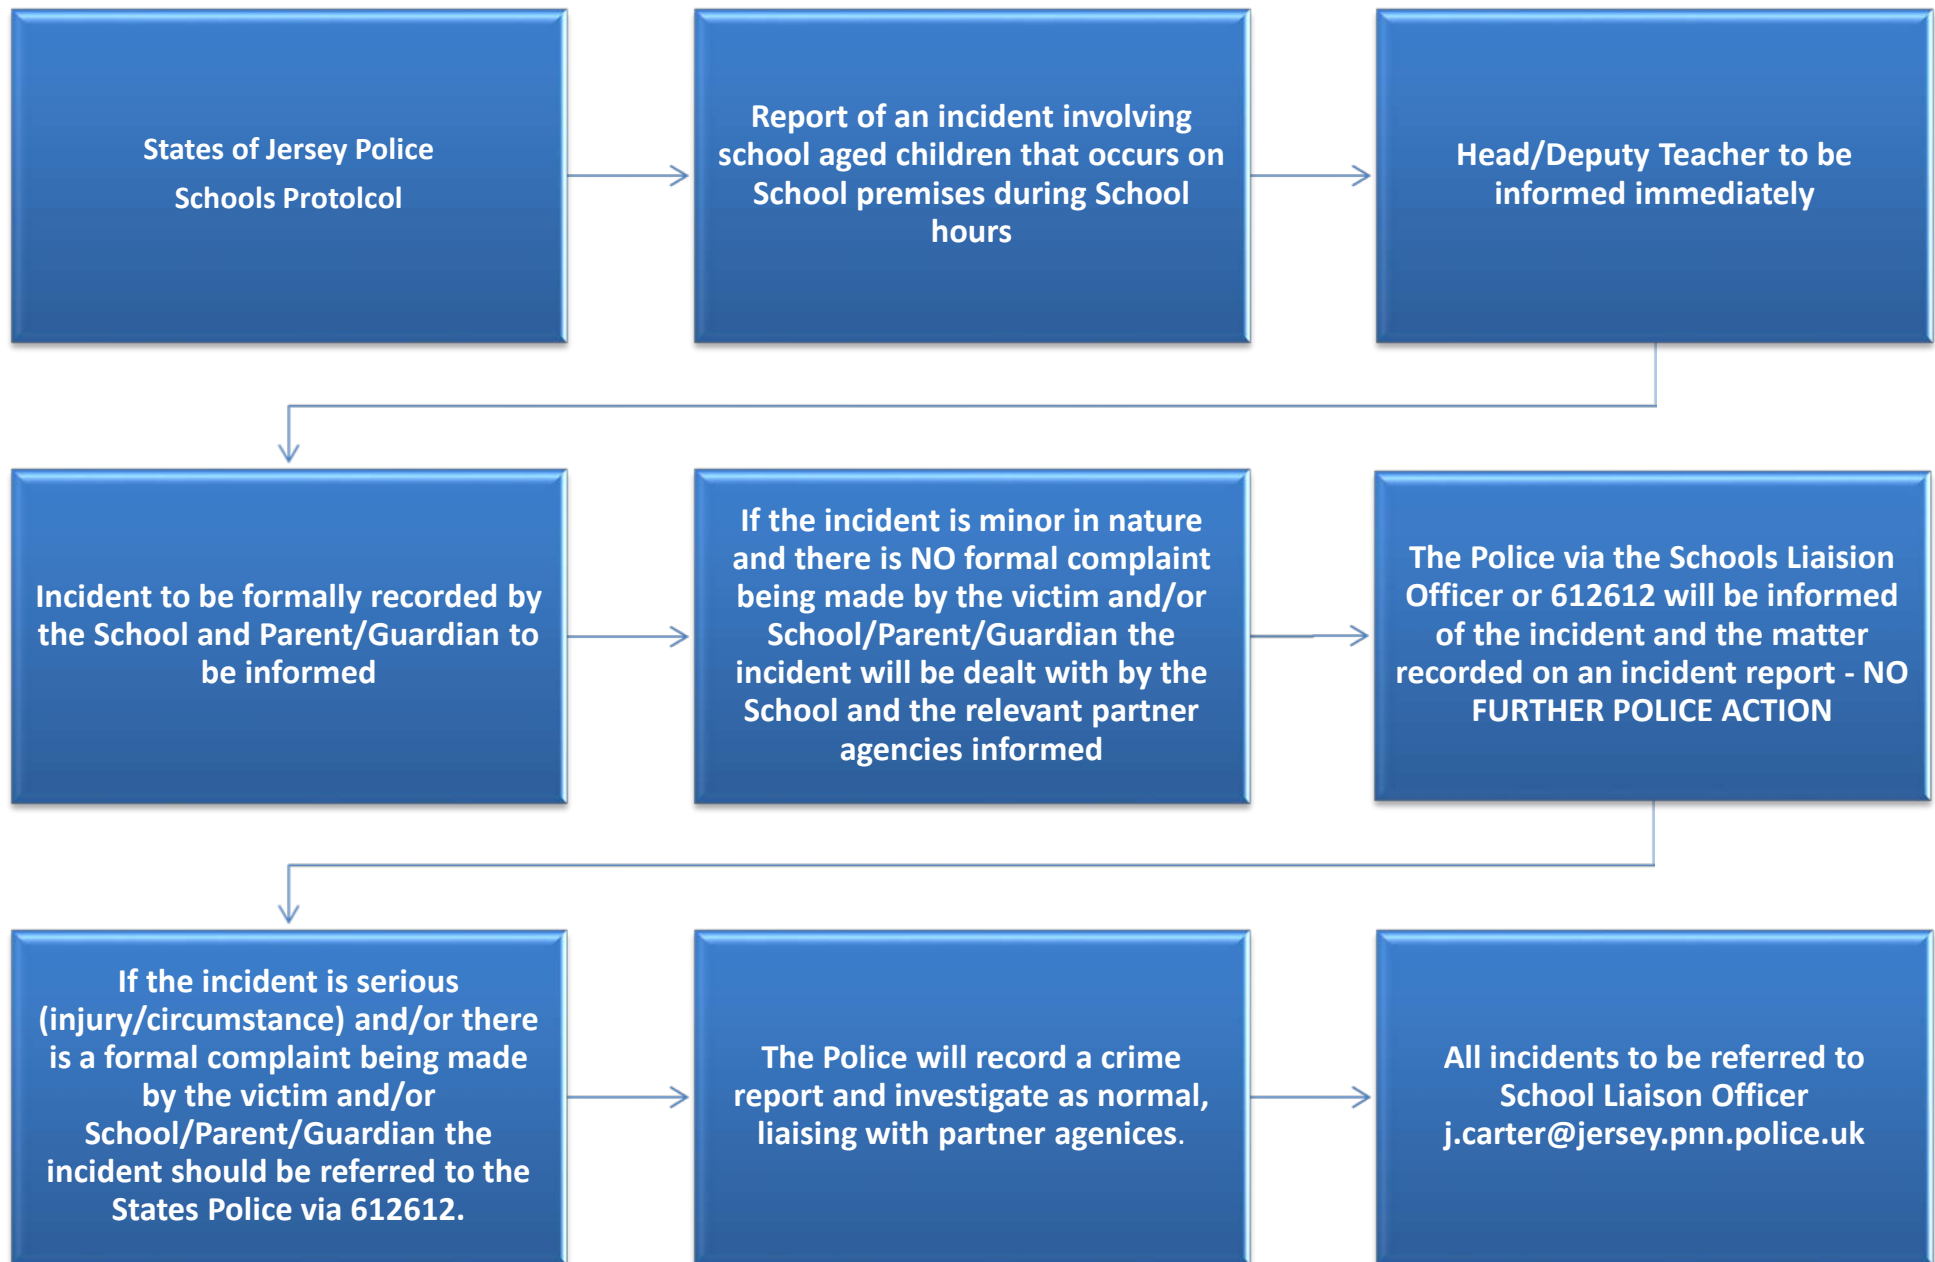 States of Jersey Police
Schools Protolcol
Report of an incident involving
school aged children that occurs on
School premises during School
hours
Head/Deputy Teacher to be
informed immediately
Incident to be formally recorded by
the School and Parent/Guardian to
be informed
If the incident is minor in nature
and there is NO formal complaint
being made by the victim and/or
School/Parent/Guardian the
incident will be dealt with by the
School and the relevant partner
agencies informed
The Police via the Schools Liaision
Officer or 612612 will be informed
of the incident and the matter
recorded on an incident report - NO
FURTHER POLICE ACTION
If the incident is serious
(injury/circumstance) and/or there
is a formal complaint being made
by the victim and/or
School/Parent/Guardian the
incident should be referred to the
States Police via 612612.
The Police will record a crime
report and investigate as normal,
liaising with partner agenices.
All incidents to be referred to
School Liaison Officer
j.carter@jersey.pnn.police.uk